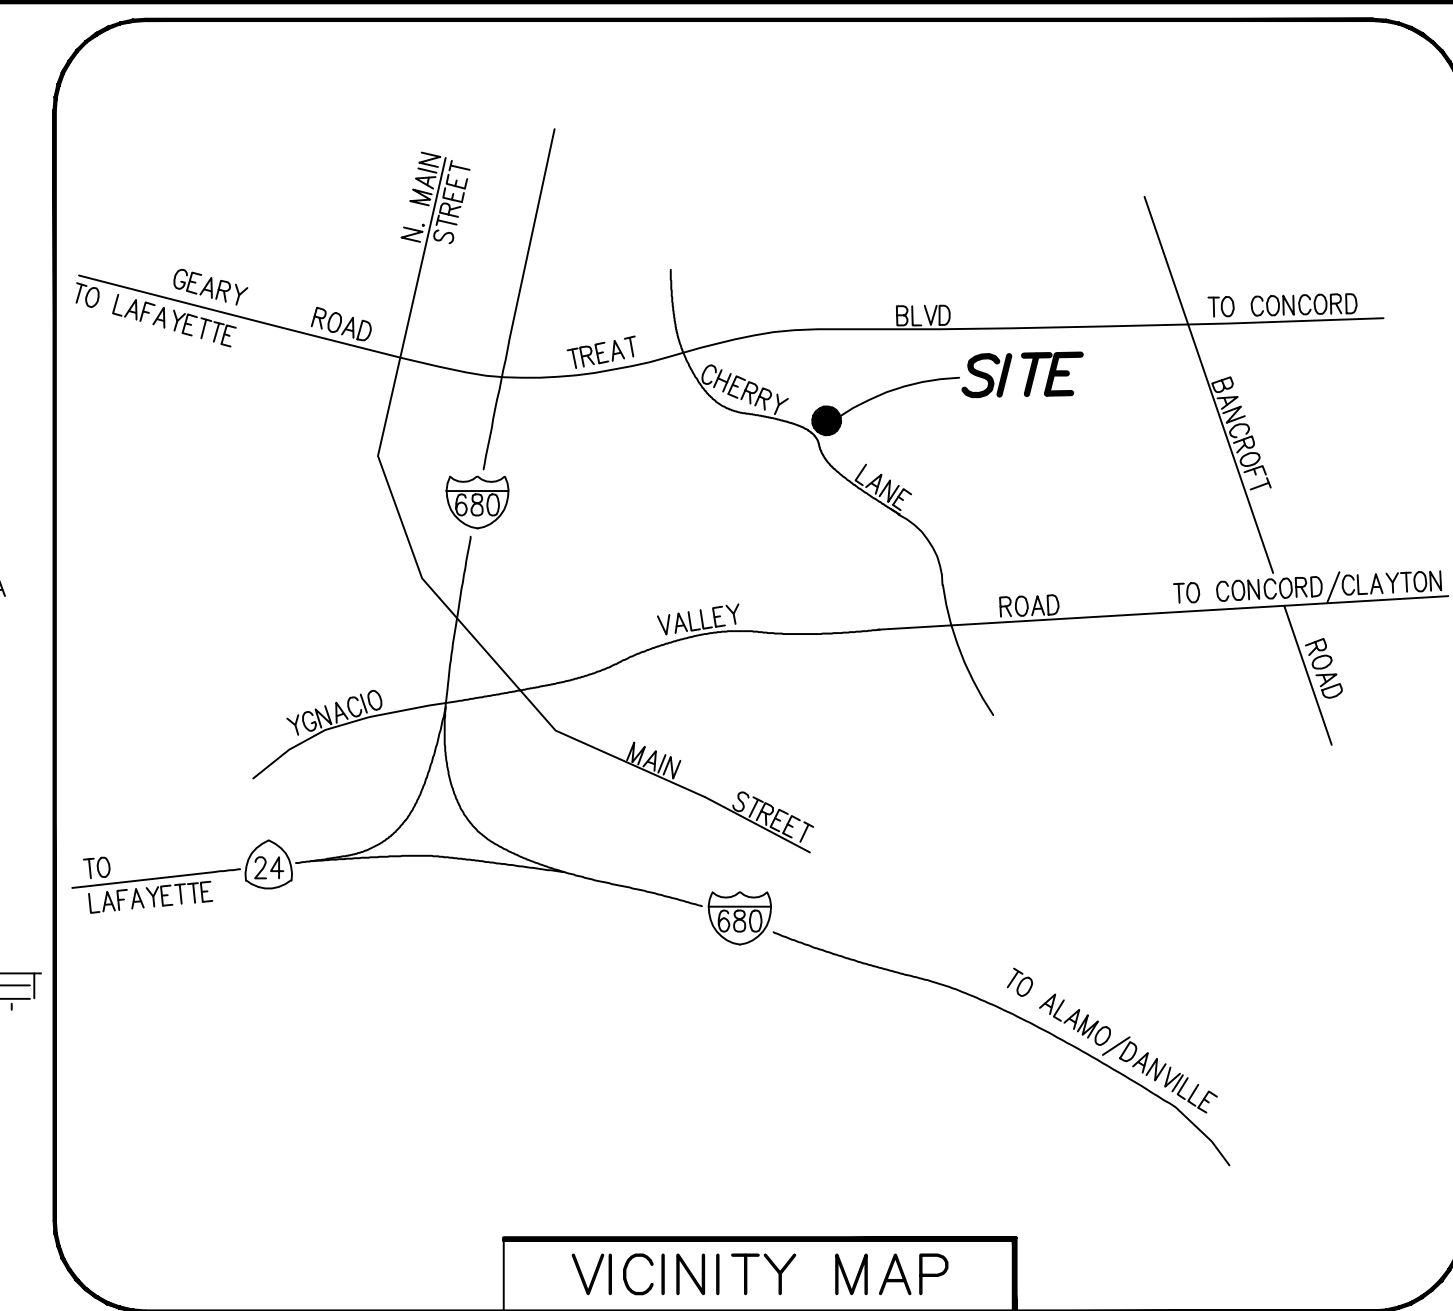 N. MAIN
STREET
GEARY ROAD
TO LAFAYETTE
TREAT BLVD
TO CONCORD
CHERRY LANE
SITE
BANCROFT ROAD
680
TO CONCORD/CLAYTON
YGNACIO VALLEY ROAD
MAIN STREET
TO
LAFAYETTE
24
680
TO ALAMO/DANVILLE
VICINITY MAP